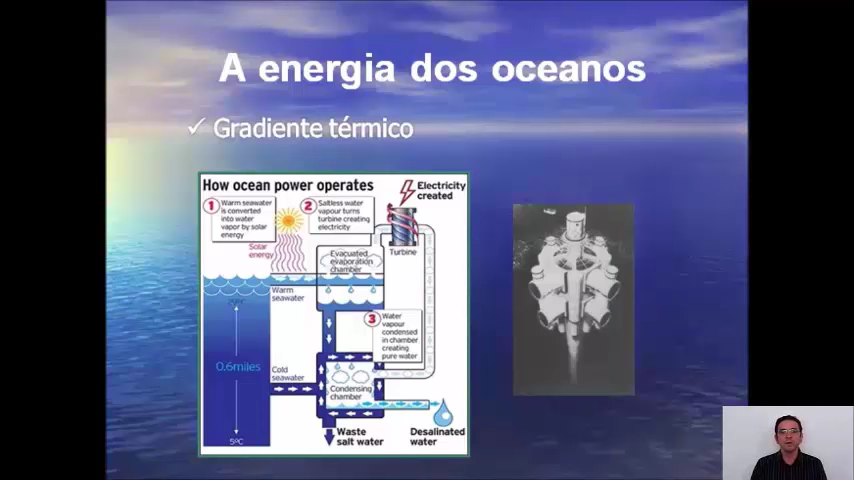 A energia dos oceanos
✓ Gradiente térmico
How ocean power operates
Electricity
created
1 Warm seawater
is converted
into water
vapor by solar
energy
2 Saltless water
vapour turns
turbine creating
electricity
Solar
energy
Evacuated
evaporation
chamber
Turbine
Warm
seawater
3 Water
vapour
condensed
in chamber
creating
pure water
0.6miles
Cold
seawater
Condensing
chamber
5ºC
Waste
salt water
Desalinated
water